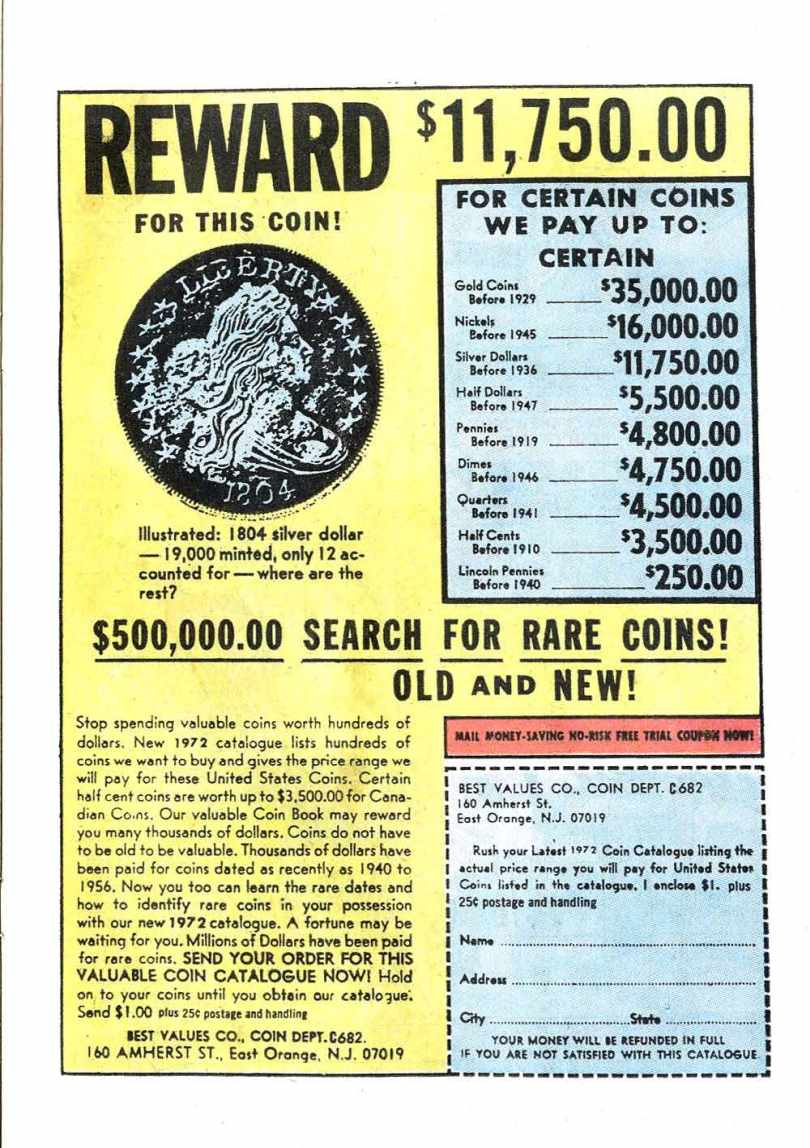 REWARD $11,750.00
FOR THIS COIN!
LIBERTY
1804
Illustrated: 1804 silver dollar
— 19,000 minted, only 12 ac-
counted for — where are the
rest?
FOR CERTAIN COINS
WE PAY UP TO:
CERTAIN
Gold Coins
Before 1929 $35,000.00
Nickels
Before 1945 $16,000.00
Silver Dollars
Before 1936 $11,750.00
Half Dollars
Before 1947 $5,500.00
Pennies
Before 1919 $4,800.00
Dimes
Before 1946 $4,750.00
Quarters
Before 1941 $4,500.00
Half Cents
Before 1910 $3,500.00
Lincoln Pennies
Before 1940 $250.00
$500,000.00 SEARCH FOR RARE COINS!
OLD AND NEW!
Stop spending valuable coins worth hundreds of
dollars. New 1972 catalogue lists hundreds of
coins we want to buy and gives the price range we
will pay for these United States Coins. Certain
half cent coins are worth up to $3,500.00 for Cana-
dian Coins. Our valuable Coin Book may reward
you many thousands of dollars. Coins do not have
to be old to be valuable. Thousands of dollars have
been paid for coins dated as recently as 1940 to
1956. Now you too can learn the rare dates and
how to identify rare coins in your possession
with our new 1972 catalogue. A fortune may be
waiting for you. Millions of Dollars have been paid
for rare coins. SEND YOUR ORDER FOR THIS
VALUABLE COIN CATALOGUE NOW! Hold
on to your coins until you obtain our catalogue.
Send $1.00 plus 25¢ postage and handling
BEST VALUES CO., COIN DEPT. C682.
160 AMHERST ST., East Orange, N.J. 07019
MAIL MONEY-SAVING NO-RISK FREE TRIAL COUPON NOW!
BEST VALUES CO., COIN DEPT. C682
160 Amherst St.
East Orange, N.J. 07019
Rush your Latest 1972 Coin Catalogue listing the
actual price range you will pay for United States
Coins listed in the catalogue. I enclose $1. plus
25¢ postage and handling
Name
Address
City State
YOUR MONEY WILL BE REFUNDED IN FULL
IF YOU ARE NOT SATISFIED WITH THIS CATALOGUE.